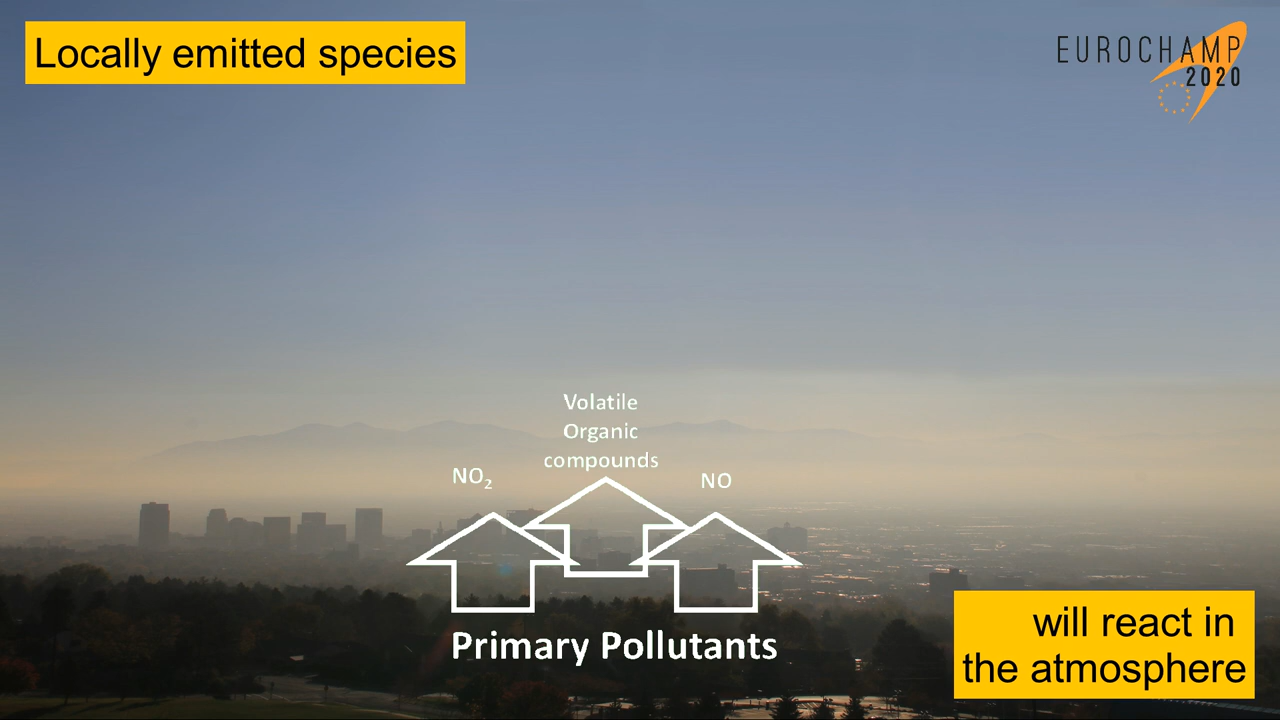 Locally emitted species
EUROCHAMP
2020
Volatile
Organic
compounds
NO₂
NO
Primary Pollutants
will react in
the atmosphere